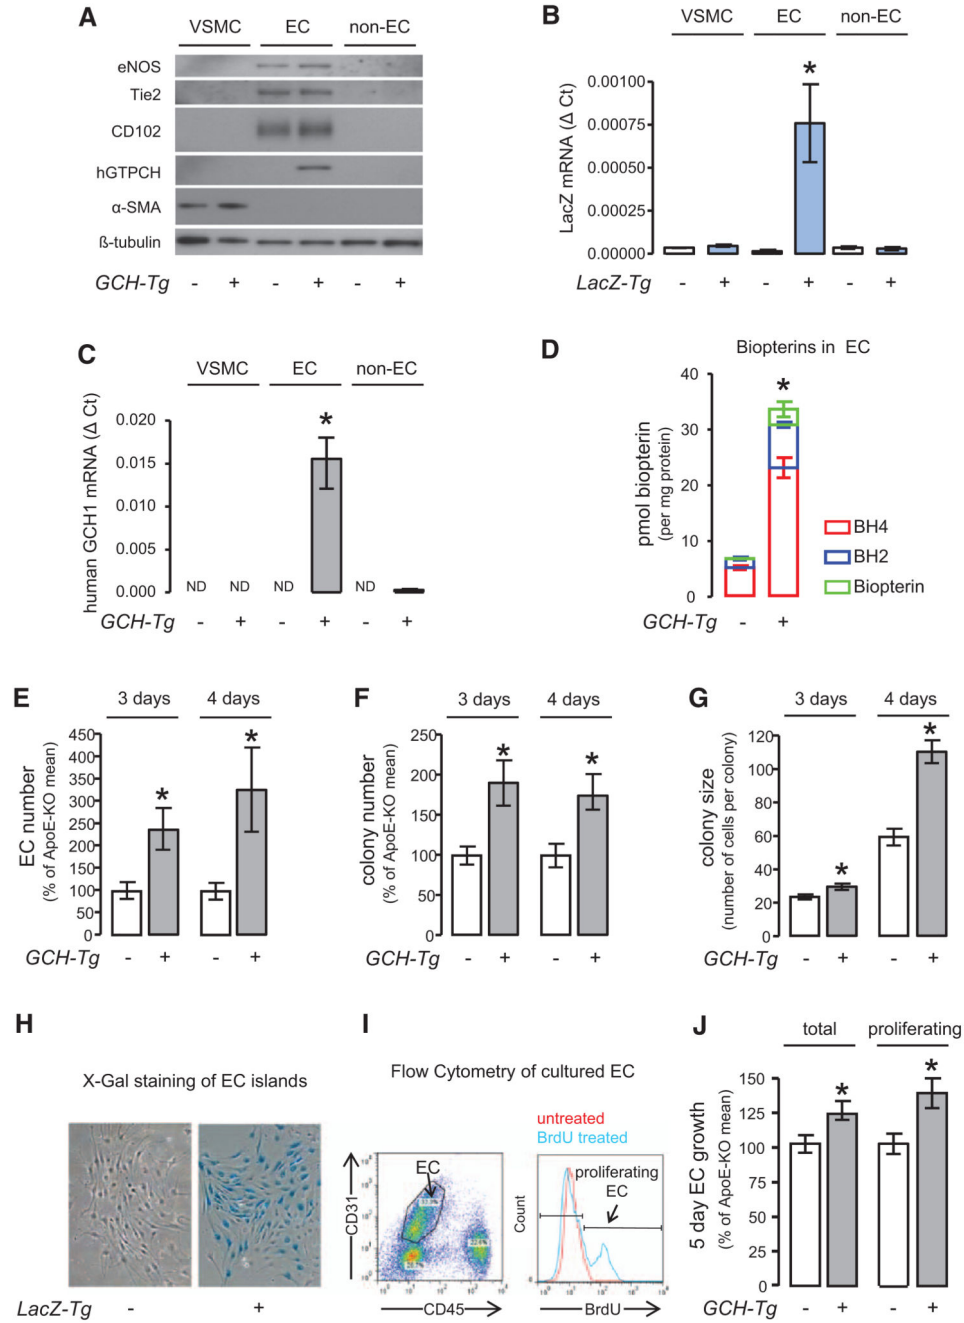 A
VSMC EC non-EC
eNOS
Tie2
CD102
hGTPCH
α-SMA
ß-tubulin
GCH-Tg - + - + - +
B
VSMC EC non-EC
LacZ mRNA (Δ Ct)
0.00100
0.00075
0.00050
0.00025
0.00000
*
LacZ-Tg - + - + - +
C
VSMC EC non-EC
human GCH1 mRNA (Δ Ct)
0.020
0.015
0.010
0.005
0.000
*
ND ND ND ND
GCH-Tg - + - + - +
D
Biopterins in EC
pmol biopterin
(per mg protein)
40
30
20
10
0
*
BH4
BH2
Biopterin
GCH-Tg - +
E
3 days 4 days
EC number
(% of ApoE-KO mean)
450
400
350
300
250
200
150
100
50
0
* *
GCH-Tg - + - +
F
3 days 4 days
colony number
(% of ApoE-KO mean)
250
200
150
100
50
0
* *
GCH-Tg - + - +
G
3 days 4 days
colony size
(number of cells per colony)
120
100
80
60
40
20
0
* *
GCH-Tg - + - +
H
X-Gal staining of EC islands
LacZ-Tg - +
I
Flow Cytometry of cultured EC
untreated
BrdU treated
EC
CD31
CD45
proliferating
EC
Count
BrdU
J
total proliferating
5 day EC growth
(% of ApoE-KO mean)
150
125
100
75
50
25
0
* *
GCH-Tg - + - +